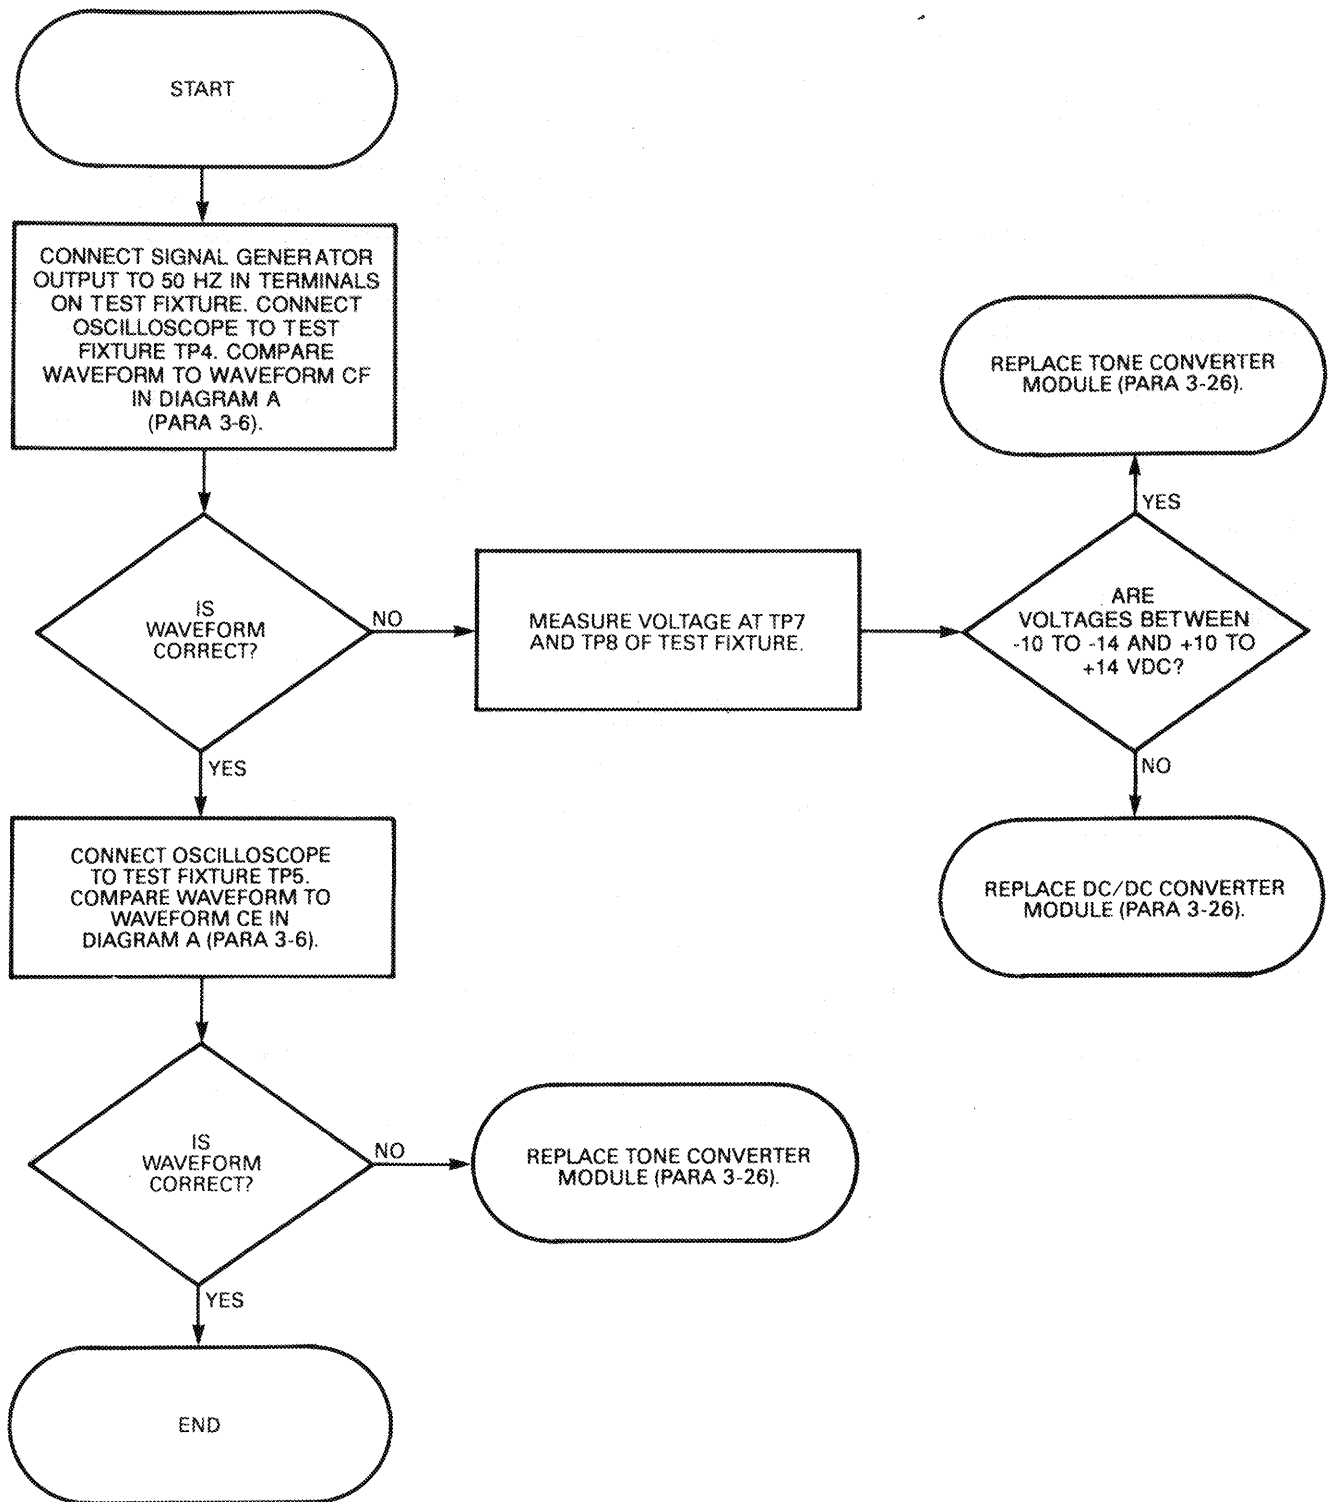 START
CONNECT SIGNAL GENERATOR
OUTPUT TO 50 HZ IN TERMINALS
ON TEST FIXTURE. CONNECT
OSCILLOSCOPE TO TEST
FIXTURE TP4. COMPARE
WAVEFORM TO WAVEFORM CF
IN DIAGRAM A
(PARA 3-6).
IS
WAVEFORM
CORRECT?
NO
MEASURE VOLTAGE AT TP7
AND TP8 OF TEST FIXTURE.
ARE
VOLTAGES BETWEEN
-10 TO -14 AND +10 TO
+14 VDC?
YES
REPLACE TONE CONVERTER
MODULE (PARA 3-26).
NO
REPLACE DC/DC CONVERTER
MODULE (PARA 3-26).
YES
CONNECT OSCILLOSCOPE
TO TEST FIXTURE TP5.
COMPARE WAVEFORM TO
WAVEFORM CE IN
DIAGRAM A (PARA 3-6).
IS
WAVEFORM
CORRECT?
NO
REPLACE TONE CONVERTER
MODULE (PARA 3-26).
YES
END